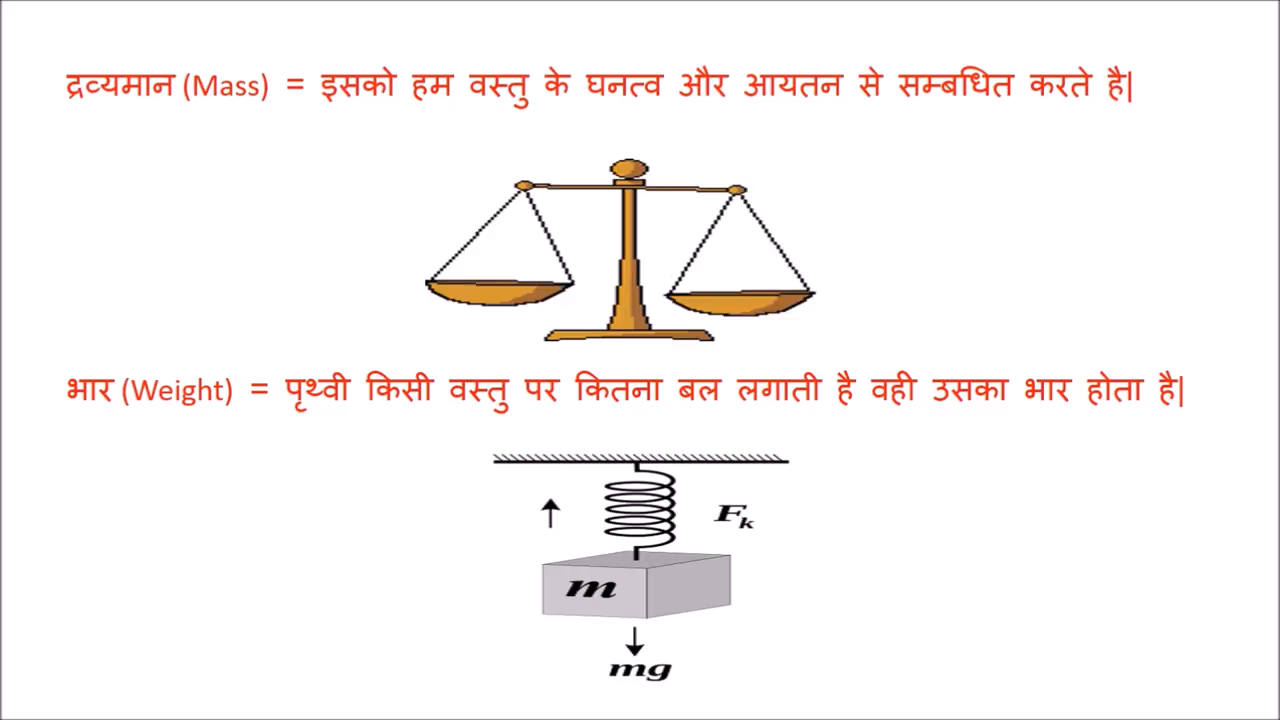 द्रव्यमान (Mass) = इसको हम वस्तु के घनत्व और आयतन से सम्बधित करते है|
भार (Weight) = पृथ्वी किसी वस्तु पर कितना बल लगाती है वही उसका भार होता है|
Fk
m
mg